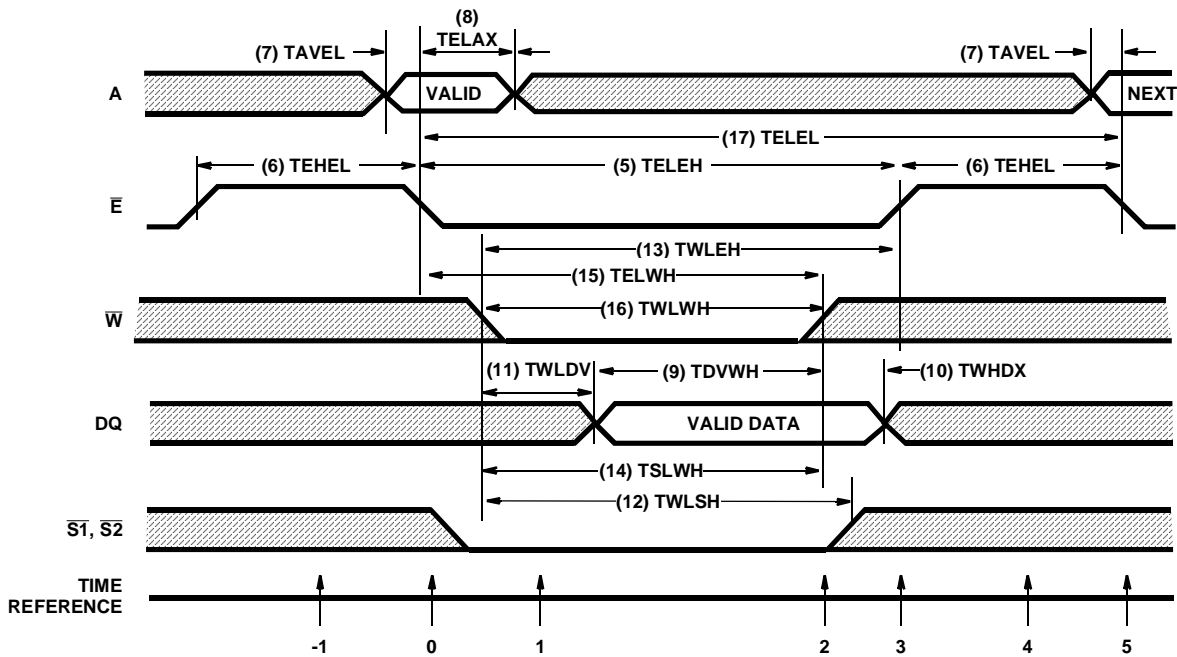 (8)
(7) TAVEL TELAX (7) TAVEL
A VALID NEXT
(17) TELEL
(6) TEHEL (5) TELEH (6) TEHEL
E̅
(13) TWLEH
(15) TELWH
W̅ (16) TWLWH
(11) TWLDV (9) TDVWH (10) TWHDX
DQ VALID DATA
(14) TSLWH
(12) TWLSH
S̅1̅, S̅2̅
TIME
REFERENCE
-1 0 1 2 3 4 5